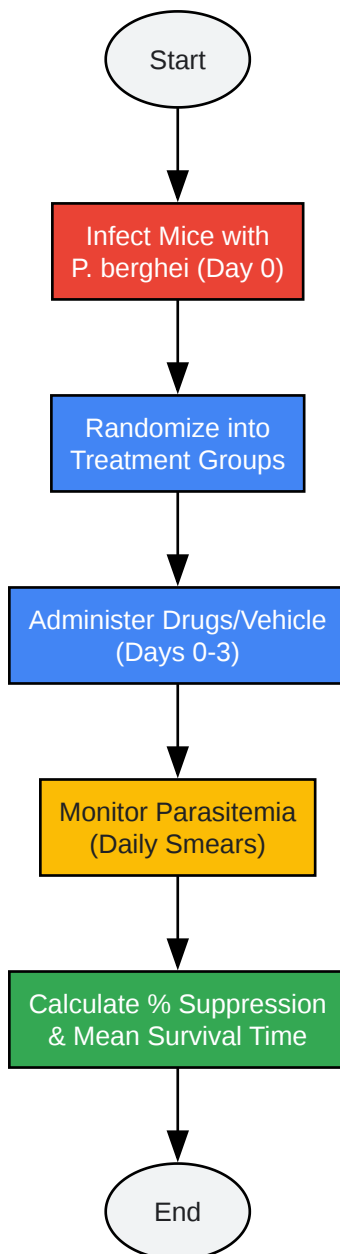 Start
Infect Mice with
P. berghei (Day 0)
Randomize into
Treatment Groups
Administer Drugs/Vehicle
(Days 0-3)
Monitor Parasitemia
(Daily Smears)
Calculate % Suppression
& Mean Survival Time
End